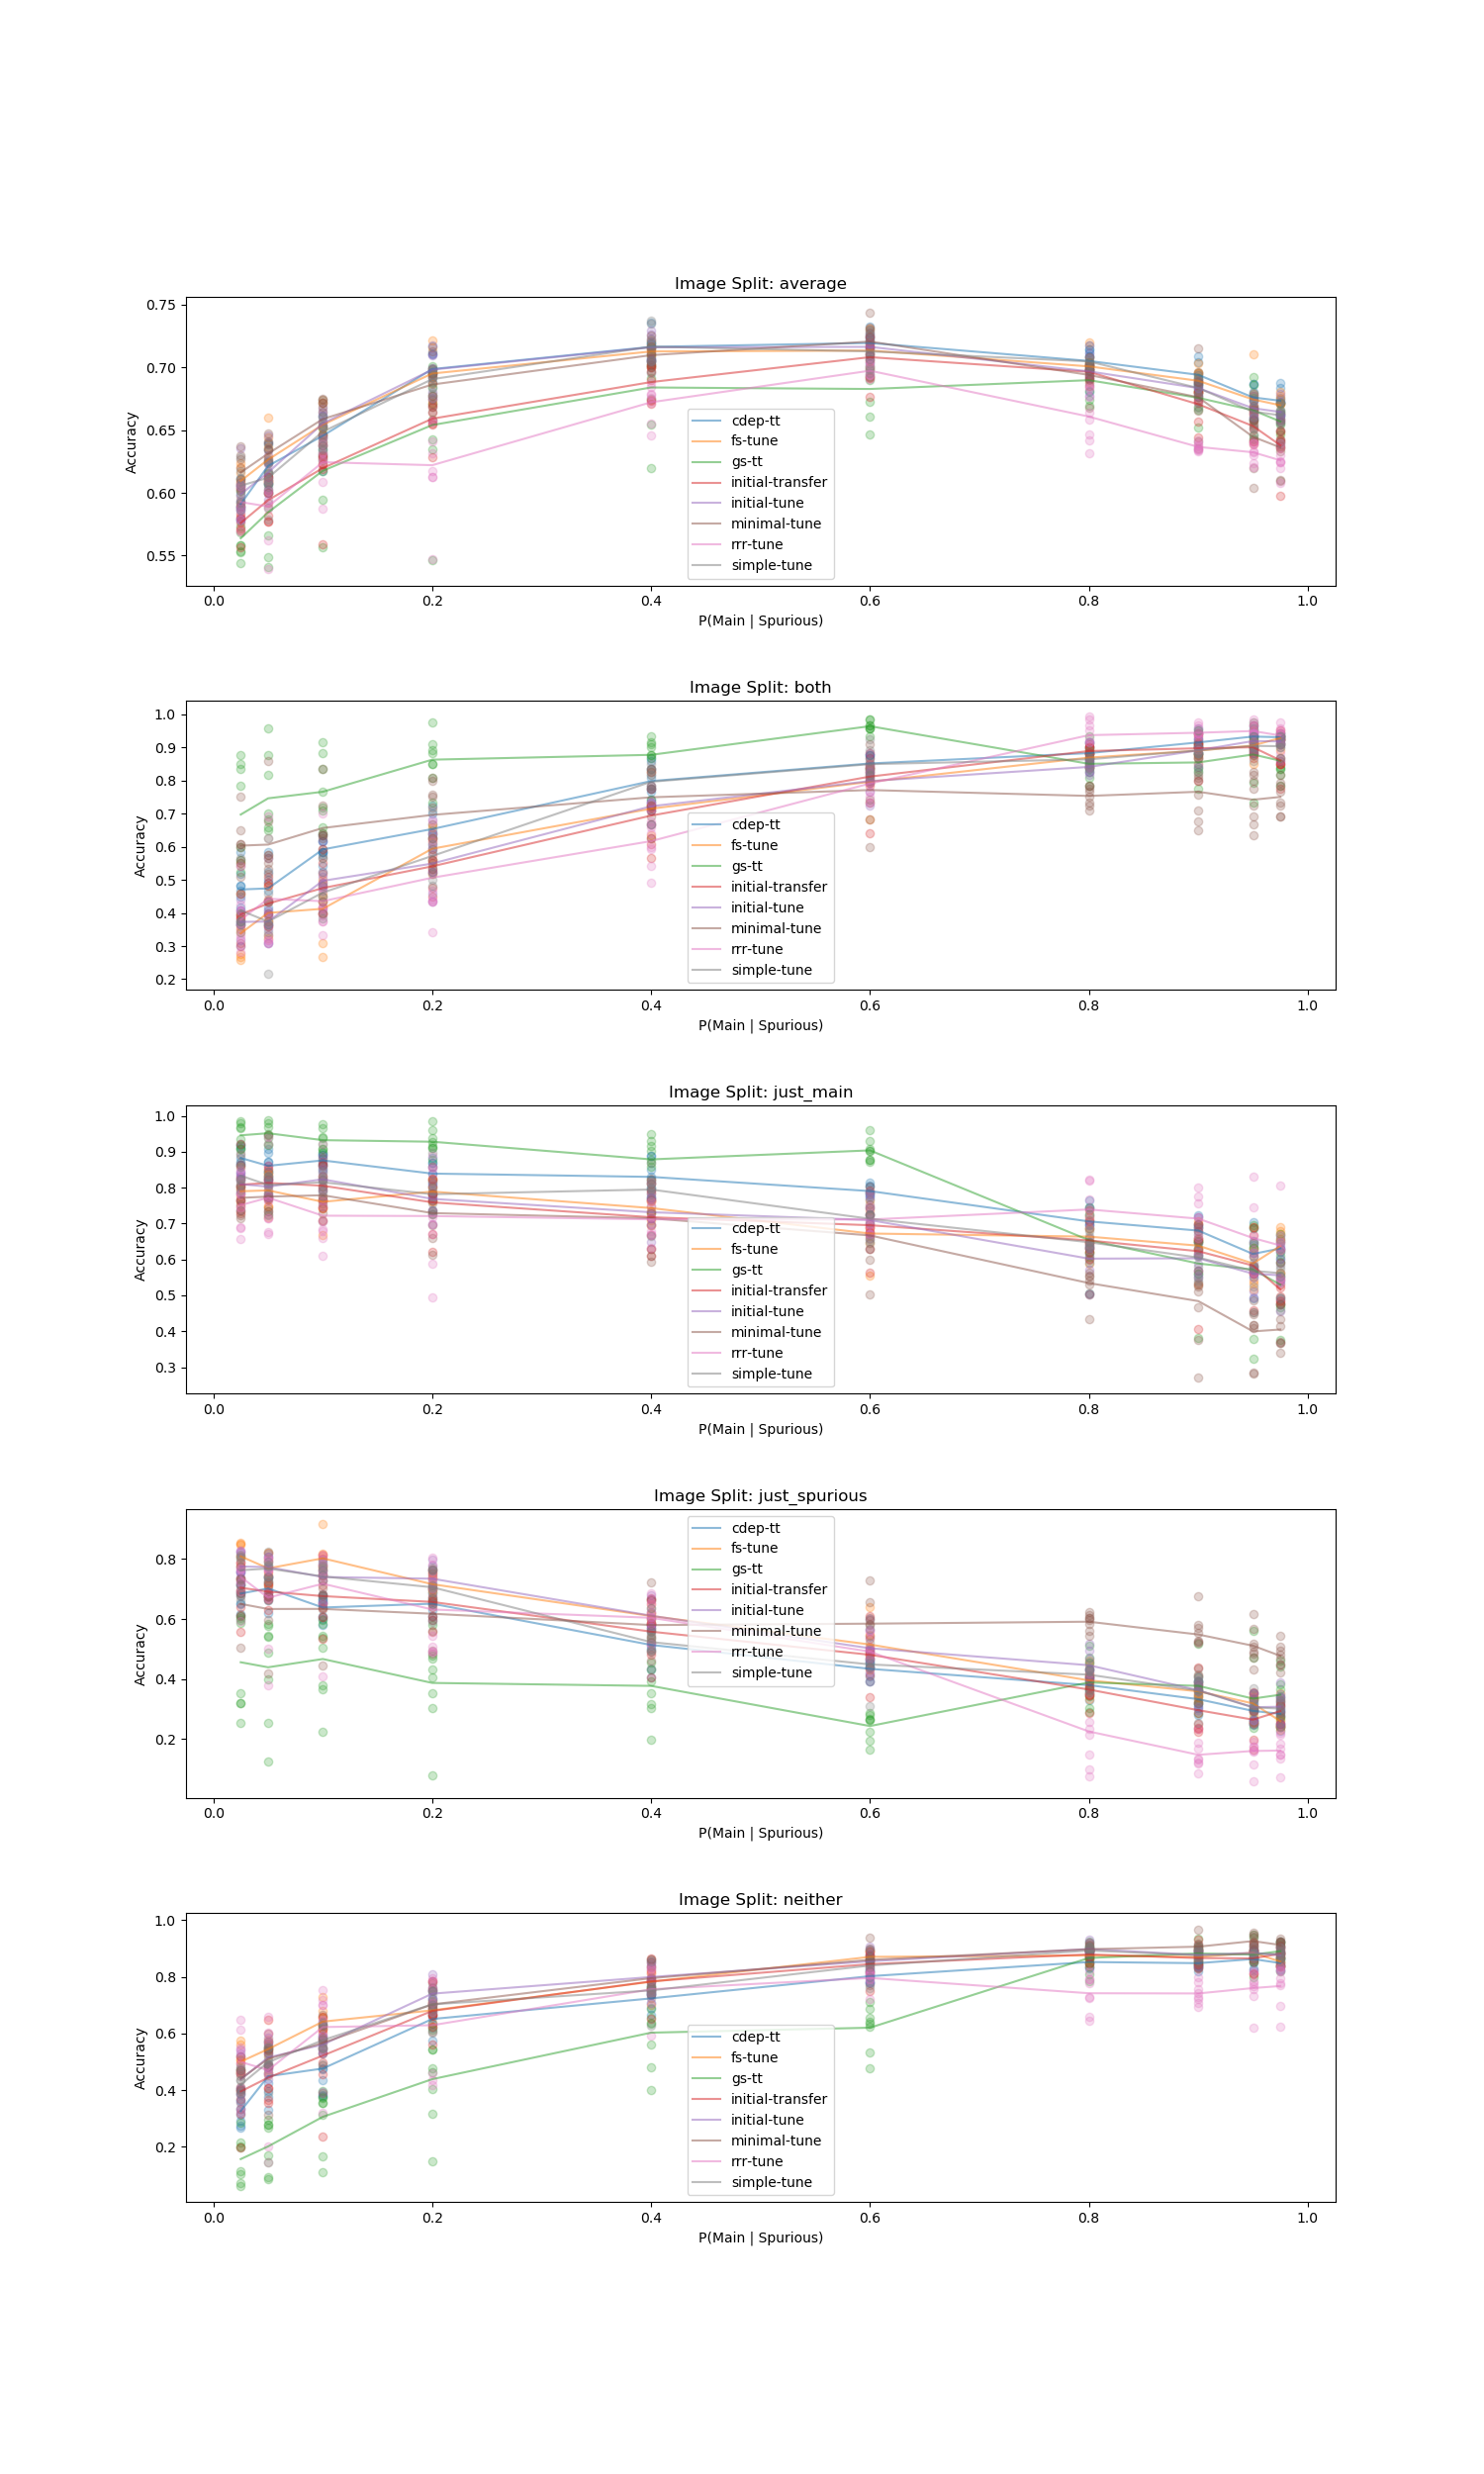 Image Split: average
0.75
0.70
0.65
0.60
0.55
Accuracy
cdep-tt
fs-tune
gs-tt
initial-transfer
initial-tune
minimal-tune
rrr-tune
simple-tune
0.0 0.2 0.4 0.6 0.8 1.0
P(Main | Spurious)
Image Split: both
1.0
0.9
0.8
0.7
0.6
0.5
0.4
0.3
0.2
Accuracy
cdep-tt
fs-tune
gs-tt
initial-transfer
initial-tune
minimal-tune
rrr-tune
simple-tune
0.0 0.2 0.4 0.6 0.8 1.0
P(Main | Spurious)
Image Split: just_main
1.0
0.9
0.8
0.7
0.6
0.5
0.4
0.3
Accuracy
cdep-tt
fs-tune
gs-tt
initial-transfer
initial-tune
minimal-tune
rrr-tune
simple-tune
0.0 0.2 0.4 0.6 0.8 1.0
P(Main | Spurious)
Image Split: just_spurious
0.8
0.6
0.4
0.2
Accuracy
cdep-tt
fs-tune
gs-tt
initial-transfer
initial-tune
minimal-tune
rrr-tune
simple-tune
0.0 0.2 0.4 0.6 0.8 1.0
P(Main | Spurious)
Image Split: neither
1.0
0.8
0.6
0.4
0.2
Accuracy
cdep-tt
fs-tune
gs-tt
initial-transfer
initial-tune
minimal-tune
rrr-tune
simple-tune
0.0 0.2 0.4 0.6 0.8 1.0
P(Main | Spurious)